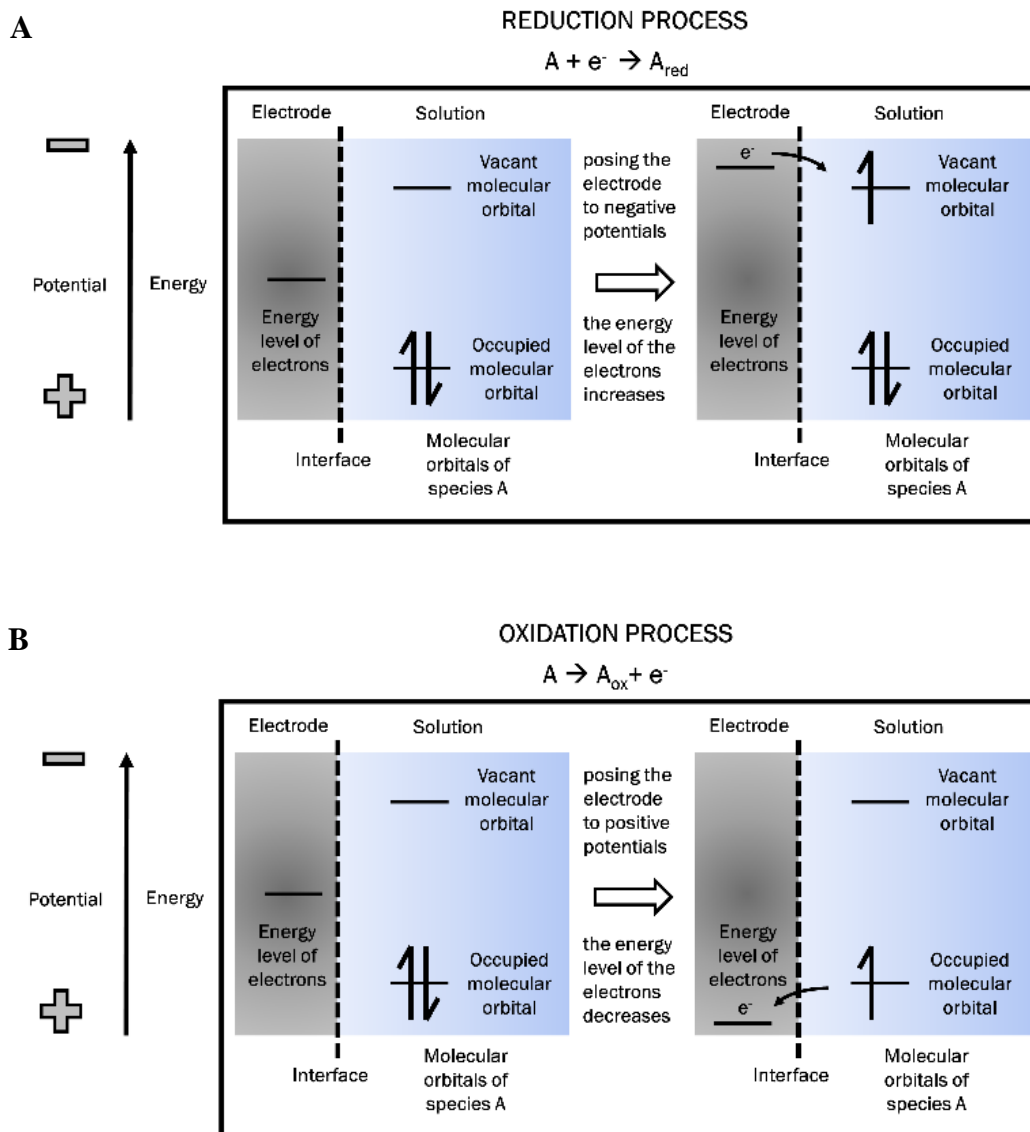 A
REDUCTION PROCESS
A + e⁻ → A_red
Potential
Energy
Electrode
Solution
Vacant
molecular
orbital
Energy
level of
electrons
Occupied
molecular
orbital
Interface
Molecular
orbitals of
species A
posing the
electrode
to negative
potentials
the energy
level of the
electrons
increases
Electrode
Solution
e⁻
Vacant
molecular
orbital
Energy
level of
electrons
Occupied
molecular
orbital
Interface
Molecular
orbitals of
species A
B
OXIDATION PROCESS
A → A_ox + e⁻
Potential
Energy
Electrode
Solution
Vacant
molecular
orbital
Energy
level of
electrons
Occupied
molecular
orbital
Interface
Molecular
orbitals of
species A
posing the
electrode
to positive
potentials
the energy
level of the
electrons
decreases
Electrode
Solution
Vacant
molecular
orbital
Energy
level of
electrons
e⁻
Occupied
molecular
orbital
Interface
Molecular
orbitals of
species A